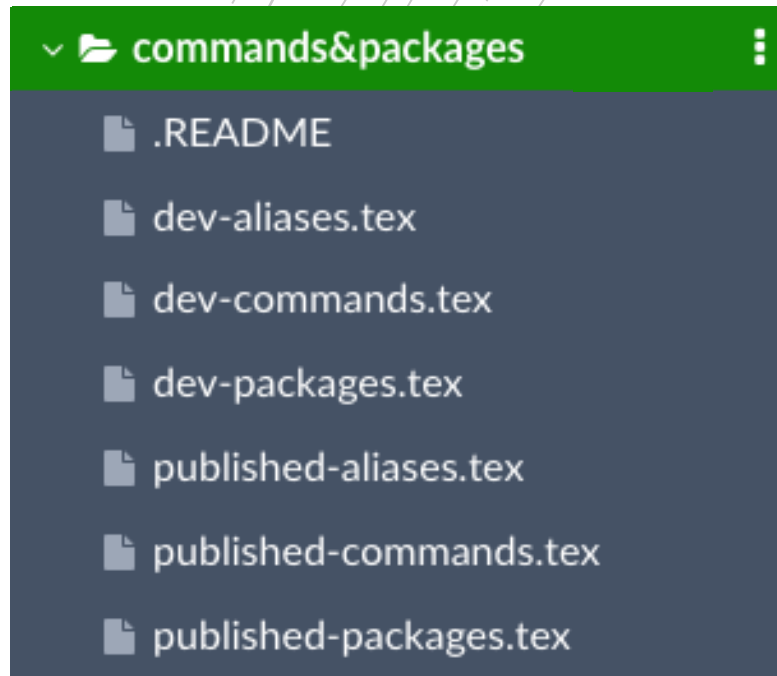 commands&packages
.README
dev-aliases.tex
dev-commands.tex
dev-packages.tex
published-aliases.tex
published-commands.tex
published-packages.tex